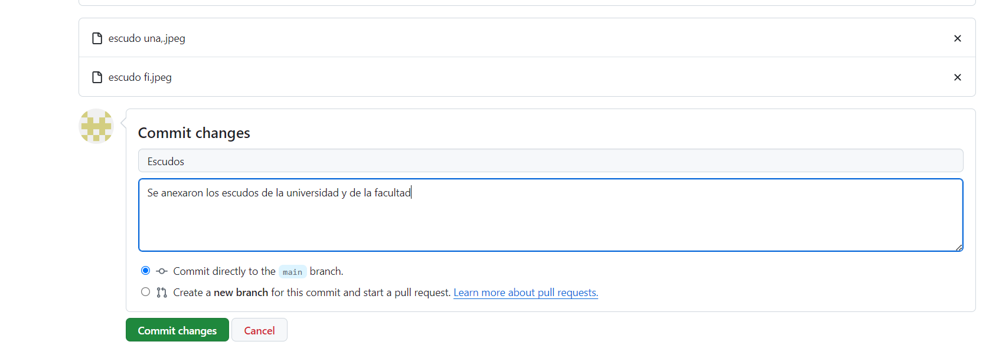 escudo una,.jpeg
escudo fi.jpeg
Commit changes
Escudos
Se anexaron los escudos de la universidad y de la facultad
Commit directly to the main branch.
Create a new branch for this commit and start a pull request. Learn more about pull requests.
Commit changes Cancel